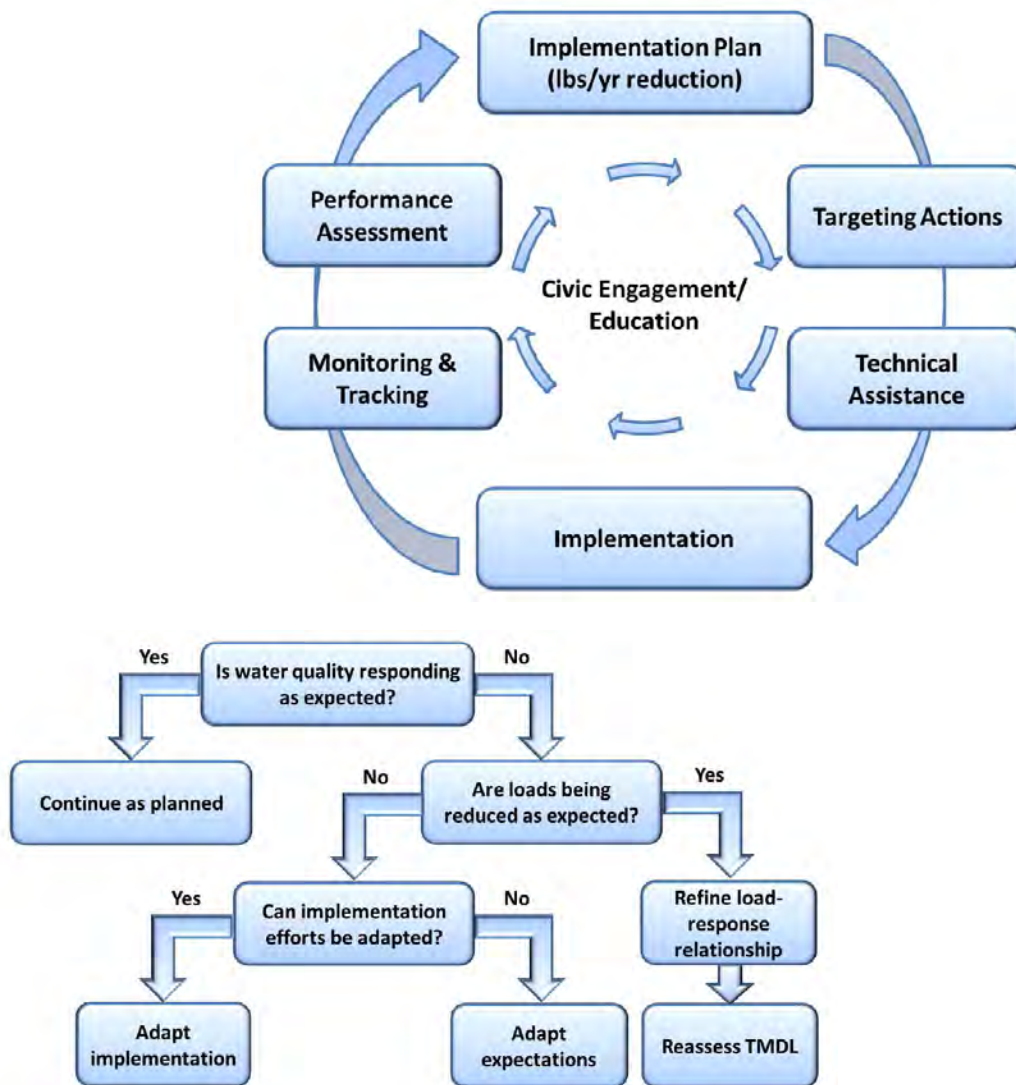 Implementation Plan
(lbs/yr reduction)
Performance
Assessment
Targeting Actions
Civic Engagement/
Education
Monitoring &
Tracking
Technical
Assistance
Implementation
Yes
Is water quality responding
as expected?
No
Continue as planned
No
Are loads being
reduced as expected?
Yes
Yes
Can implementation
efforts be adapted?
No
Refine load-
response
relationship
Adapt
implementation
Adapt
expectations
Reassess TMDL